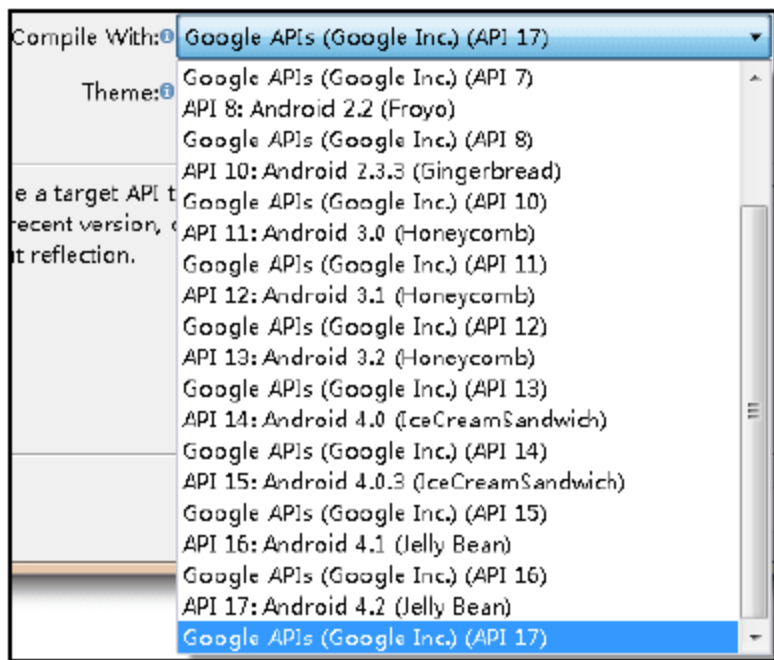 Compile With: Google APIs (Google Inc.) (API 17)
Theme:
Google APIs (Google Inc.) (API 7)
API 8: Android 2.2 (Froyo)
Google APIs (Google Inc.) (API 8)
API 10: Android 2.3.3 (Gingerbread)
e a target API t
Google APIs (Google Inc.) (API 10)
recent version,
API 11: Android 3.0 (Honeycomb)
t reflection.
Google APIs (Google Inc.) (API 11)
API 12: Android 3.1 (Honeycomb)
Google APIs (Google Inc.) (API 12)
API 13: Android 3.2 (Honeycomb)
Google APIs (Google Inc.) (API 13)
API 14: Android 4.0 (IceCreamSandwich)
Google APIs (Google Inc.) (API 14)
API 15: Android 4.0.3 (IceCreamSandwich)
Google APIs (Google Inc.) (API 15)
API 16: Android 4.1 (Jelly Bean)
Google APIs (Google Inc.) (API 16)
API 17: Android 4.2 (Jelly Bean)
Google APIs (Google Inc.) (API 17)